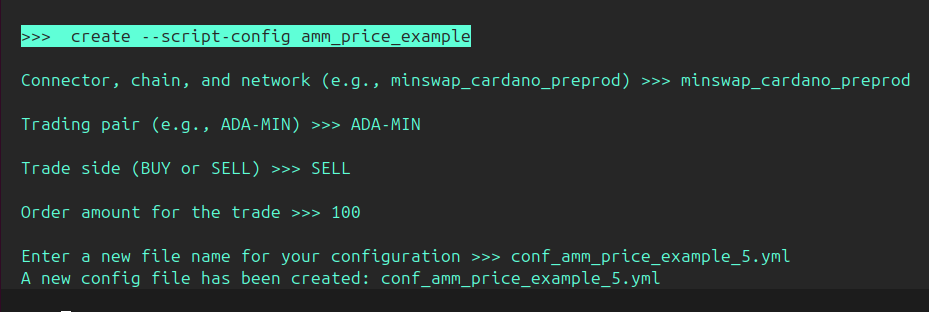 >>>  create --script-config amm_price_example
Connector, chain, and network (e.g., minswap_cardano_preprod) >>> minswap_cardano_preprod
Trading pair (e.g., ADA-MIN) >>> ADA-MIN
Trade side (BUY or SELL) >>> SELL
Order amount for the trade >>> 100
Enter a new file name for your configuration >>> conf_amm_price_example_5.yml
A new config file has been created: conf_amm_price_example_5.yml